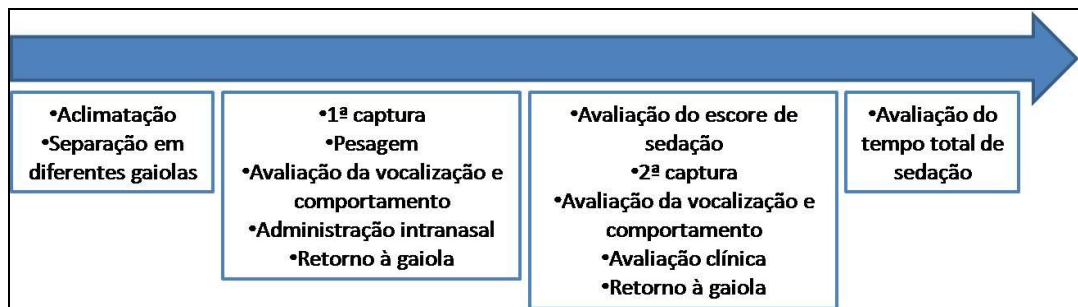 •Aclimatação
•Separação em
diferentes gaiolas
•1ª captura
•Pesagem
•Avaliação da vocalização e
comportamento
•Administração intranasal
•Retorno à gaiola
•Avaliação do escore de
sedação
•2ª captura
•Avaliação da vocalização e
comportamento
•Avaliação clínica
•Retorno à gaiola
•Avaliação do
tempo total de
sedação